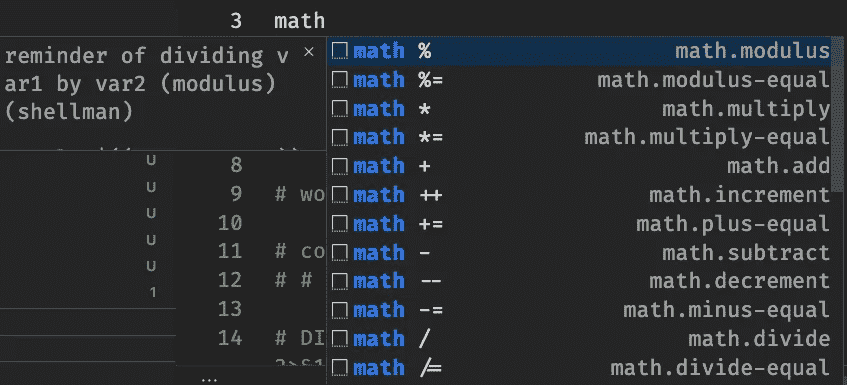 3 math
reminder of dividing v ×
ar1 by var2 (modulus)
(shellman)
math % math.modulus
math %= math.modulus-equal
math * math.multiply
math *= math.multiply-equal
math + math.add
math ++ math.increment
math += math.plus-equal
math - math.subtract
math -- math.decrement
math -= math.minus-equal
math / math.divide
math /= math.divide-equal
U
U
U
U
U
1
8
9 # wo
10
11 # co
12 # #
13
14 # DI
...